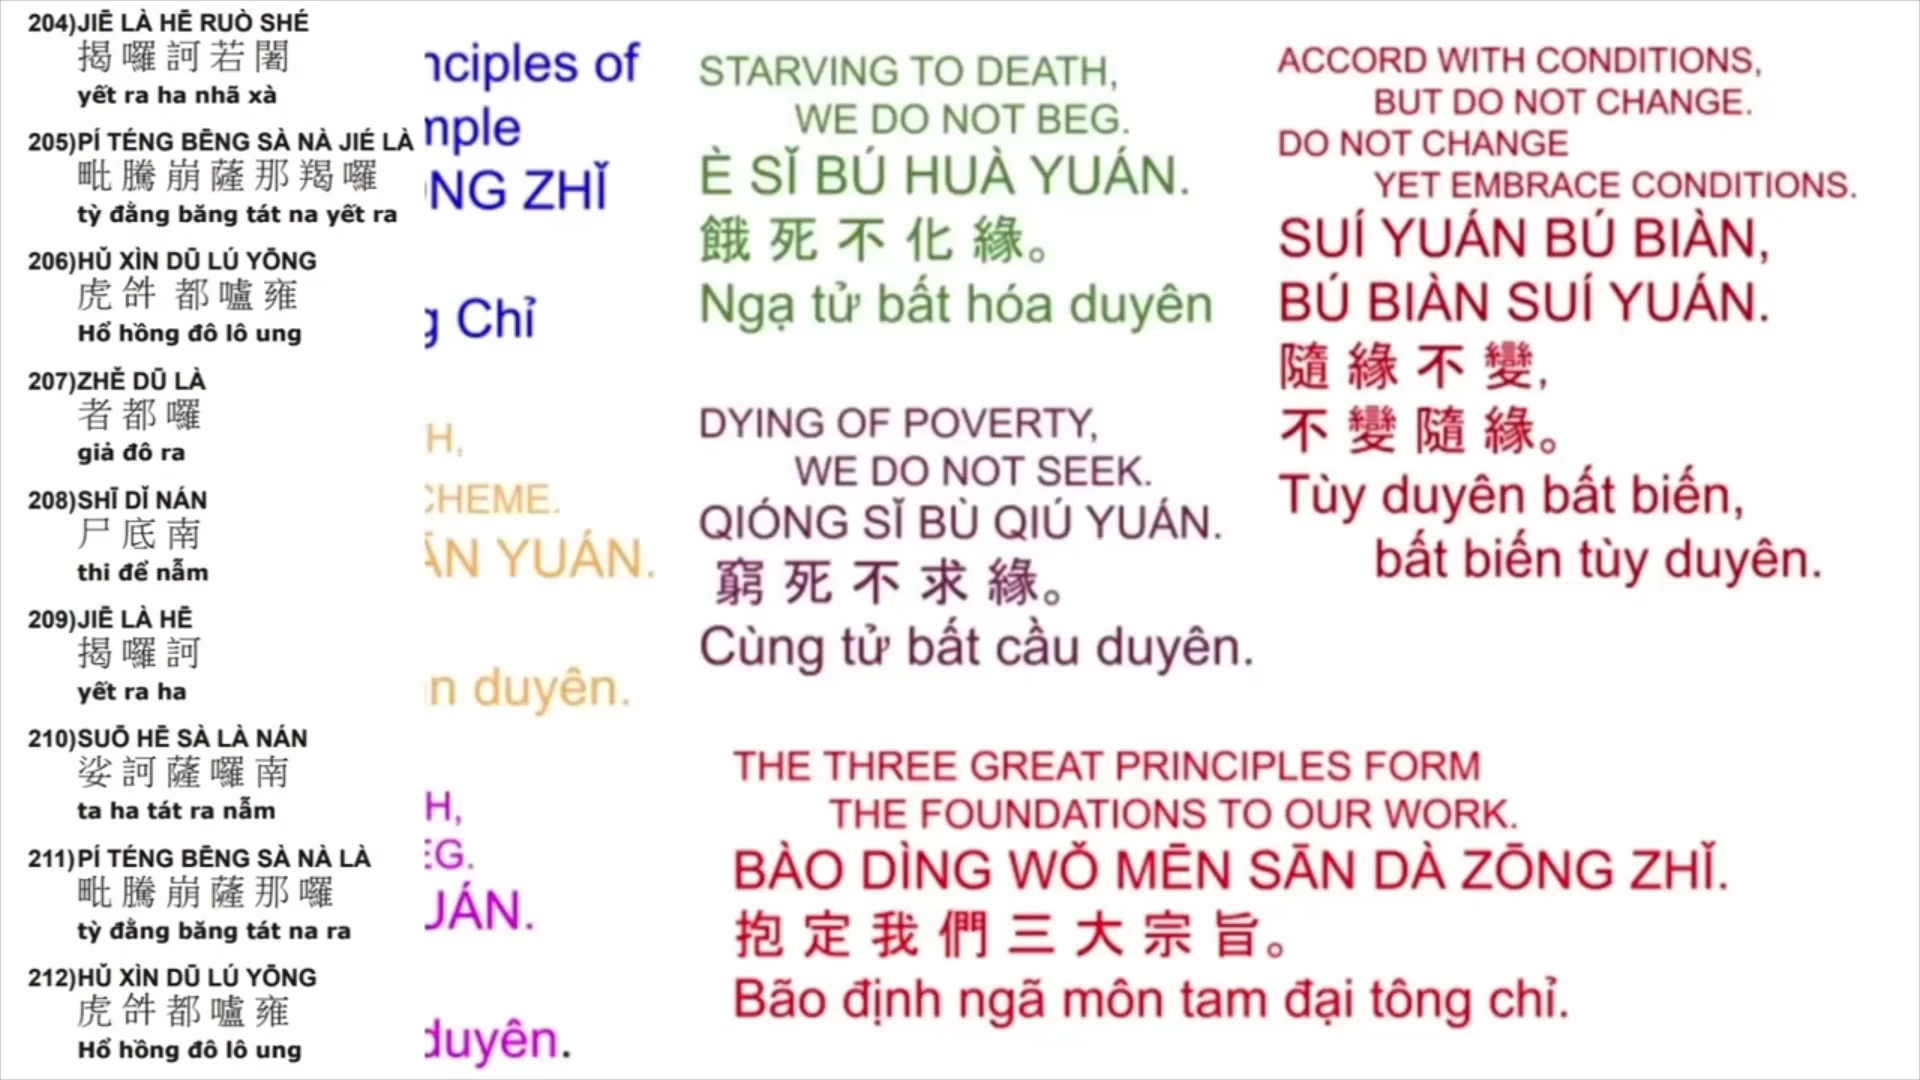 204)JIĒ LÀ HĒ RUÒ SHÉ
揭 囉 訶 若 闍
yết ra ha nhã xà
205)PÍ TÉNG BĒNG SÀ NÀ JIÉ LÀ
毗 騰 崩 薩 那 羯 囉
tỳ đằng băng tát na yết ra
206)HǓ XÌN DŪ LÚ YŌNG
虎 𤙖 都 嚧 雍
Hổ hồng đô lô ung
207)ZHĚ DŪ LÀ
者 都 囉
giả đô ra
208)SHĪ DǏ NÁN
尸 底 南
thi để nẫm
209)JIĒ LÀ HĒ
揭 囉 訶
yết ra ha
210)SUŌ HĒ SÀ LÀ NÁN
娑 訶 薩 囉 南
ta ha tát ra nẫm
211)PÍ TÉNG BĒNG SÀ NÀ LÀ
毗 騰 崩 薩 那 囉
tỳ đằng băng tát na ra
212)HǓ XÌN DŪ LÚ YŌNG
虎 𤙖 都 嚧 雍
Hổ hồng đô lô ung
nciples of
mple
ONG ZHǏ
g Chỉ
H,
CHEME.
ĀN YUÁN.
n duyên.
H,
EG.
UÁN.
duyên.
STARVING TO DEATH,
WE DO NOT BEG.
È SǏ BÚ HUÀ YUÁN.
餓 死 不 化 緣。
Ngạ tử bất hóa duyên
DYING OF POVERTY,
WE DO NOT SEEK.
QIÓNG SǏ BÙ QIÚ YUÁN.
窮 死 不 求 緣。
Cùng tử bất cầu duyên.
ACCORD WITH CONDITIONS,
BUT DO NOT CHANGE.
DO NOT CHANGE
YET EMBRACE CONDITIONS.
SUÍ YUÁN BÚ BIÀN,
BÚ BIÀN SUÍ YUÁN.
隨 緣 不 變,
不 變 隨 緣。
Tùy duyên bất biến,
bất biến tùy duyên.
THE THREE GREAT PRINCIPLES FORM
THE FOUNDATIONS TO OUR WORK.
BÀO DÌNG WǑ MĒN SĀN DÀ ZŌNG ZHǏ.
抱 定 我 們 三 大 宗 旨。
Bão định ngã môn tam đại tông chỉ.